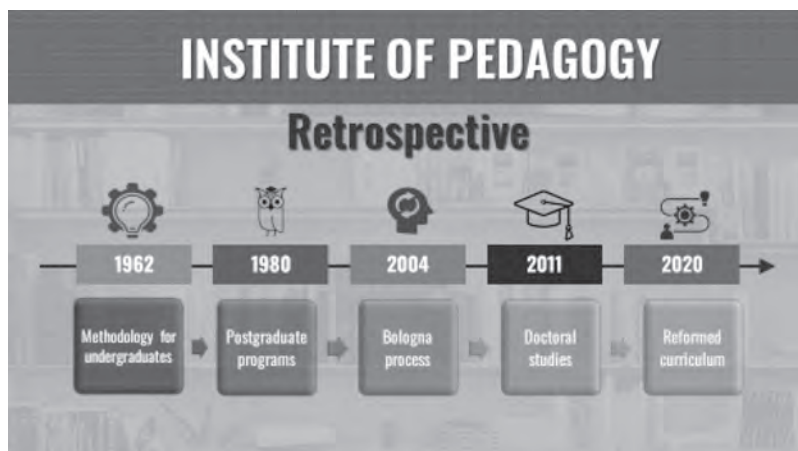 INSTITUTE OF PEDAGOGY
Retrospective
1962
1980
2004
2011
2020
Methodology for
undergraduates
Postgraduate
programs
Bologna
process
Doctoral
studies
Reformed
curriculum